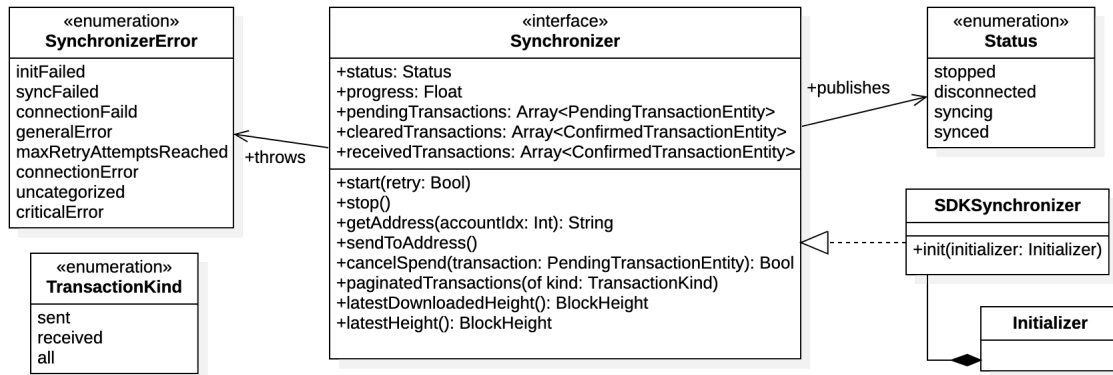 «enumeration»
SynchronizerError
initFailed
syncFailed
connectionFaild
generalError
maxRetryAttemptsReached
connectionError
uncategorized
criticalError
«enumeration»
TransactionKind
sent
received
all
+throws
«interface»
Synchronizer
+status: Status
+progress: Float
+pendingTransactions: Array<PendingTransactionEntity>
+clearedTransactions: Array<ConfirmedTransactionEntity>
+receivedTransactions: Array<ConfirmedTransactionEntity>
+start(retry: Bool)
+stop()
+getAddress(accountIdx: Int): String
+sendToAddress()
+cancelSpend(transaction: PendingTransactionEntity): Bool
+paginatedTransactions(of kind: TransactionKind)
+latestDownloadedHeight(): BlockHeight
+latestHeight(): BlockHeight
+publishes
«enumeration»
Status
stopped
disconnected
syncing
synced
SDKSynchronizer
+init(initializer: Initializer)
Initializer